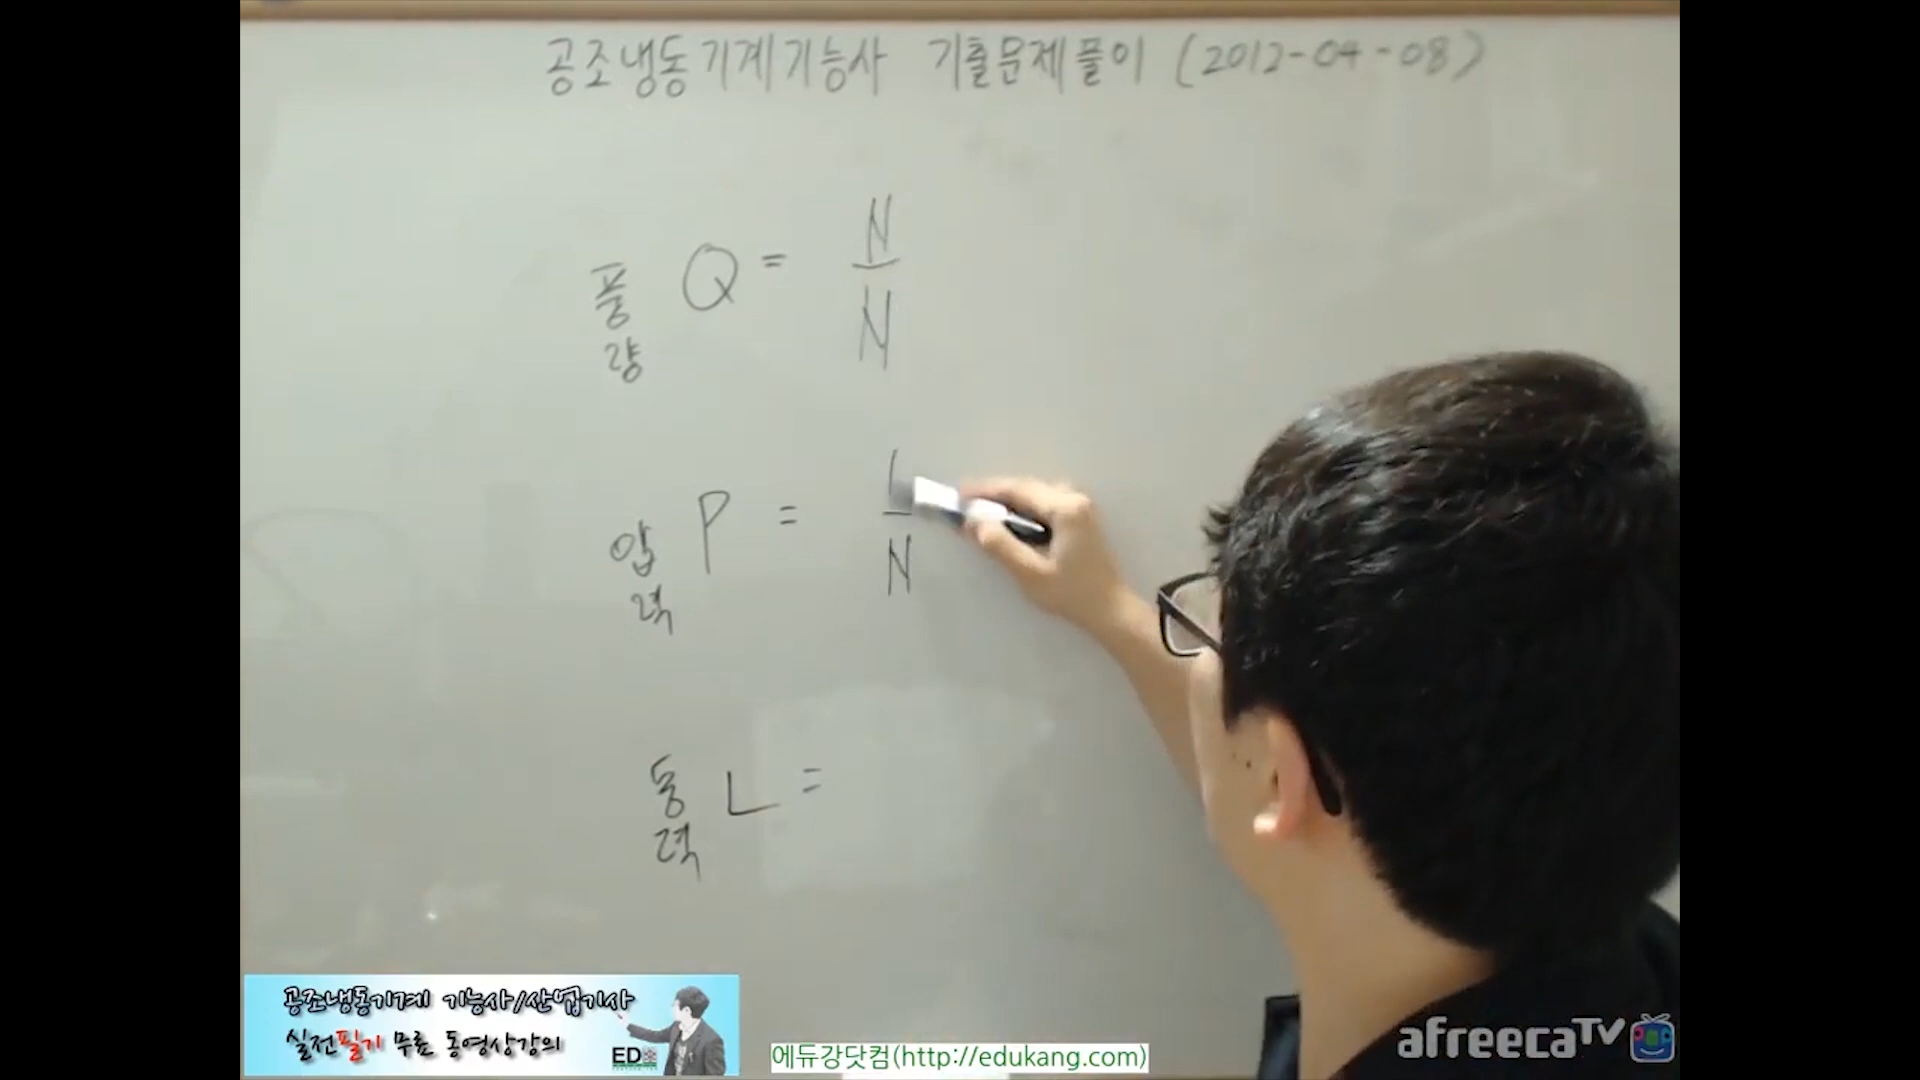 공조냉동기계기능사 기출문제풀이 (2012-04-08)
풍량 Q = N/N
압력 P = /N
동력 L =
공조냉동기계 기능사/산업기사
실전필기 무료 동영상강의
EDU
에듀강닷컴(http://edukang.com)
afreecaTV